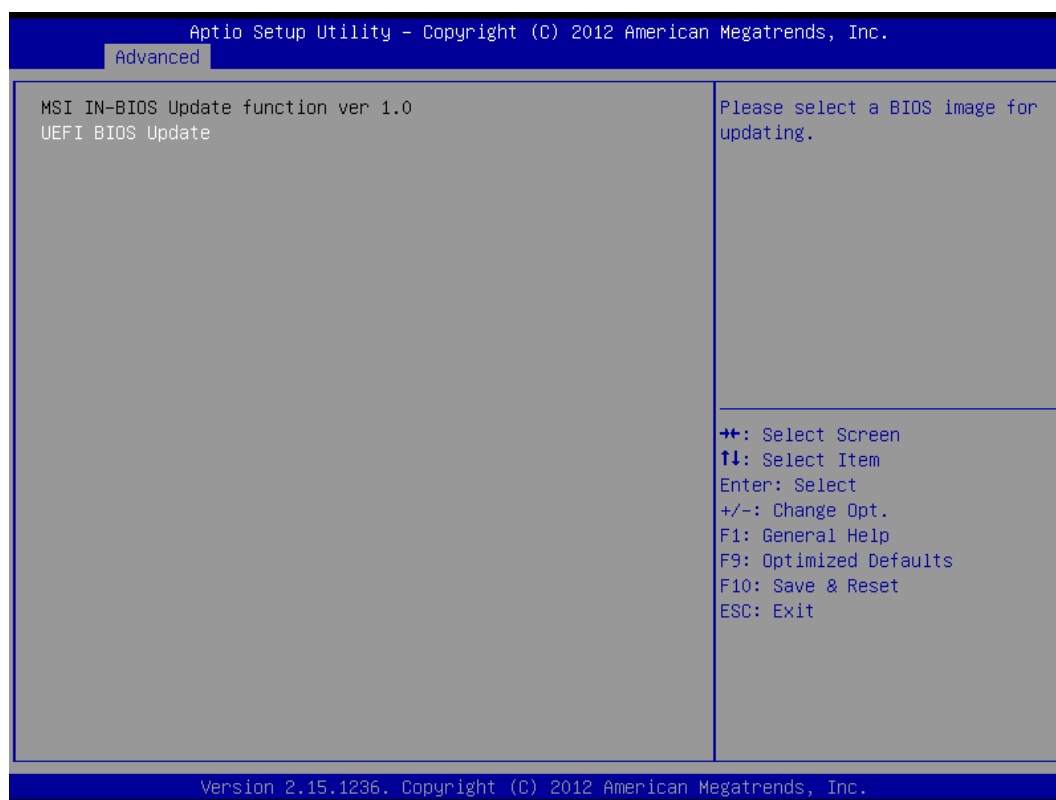 Aptio Setup Utility – Copyright (C) 2012 American Megatrends, Inc.
Advanced
MSI IN-BIOS Update function ver 1.0
UEFI BIOS Update
Please select a BIOS image for
updating.
→←: Select Screen
↑↓: Select Item
Enter: Select
+/-: Change Opt.
F1: General Help
F9: Optimized Defaults
F10: Save & Reset
ESC: Exit
Version 2.15.1236. Copyright (C) 2012 American Megatrends, Inc.